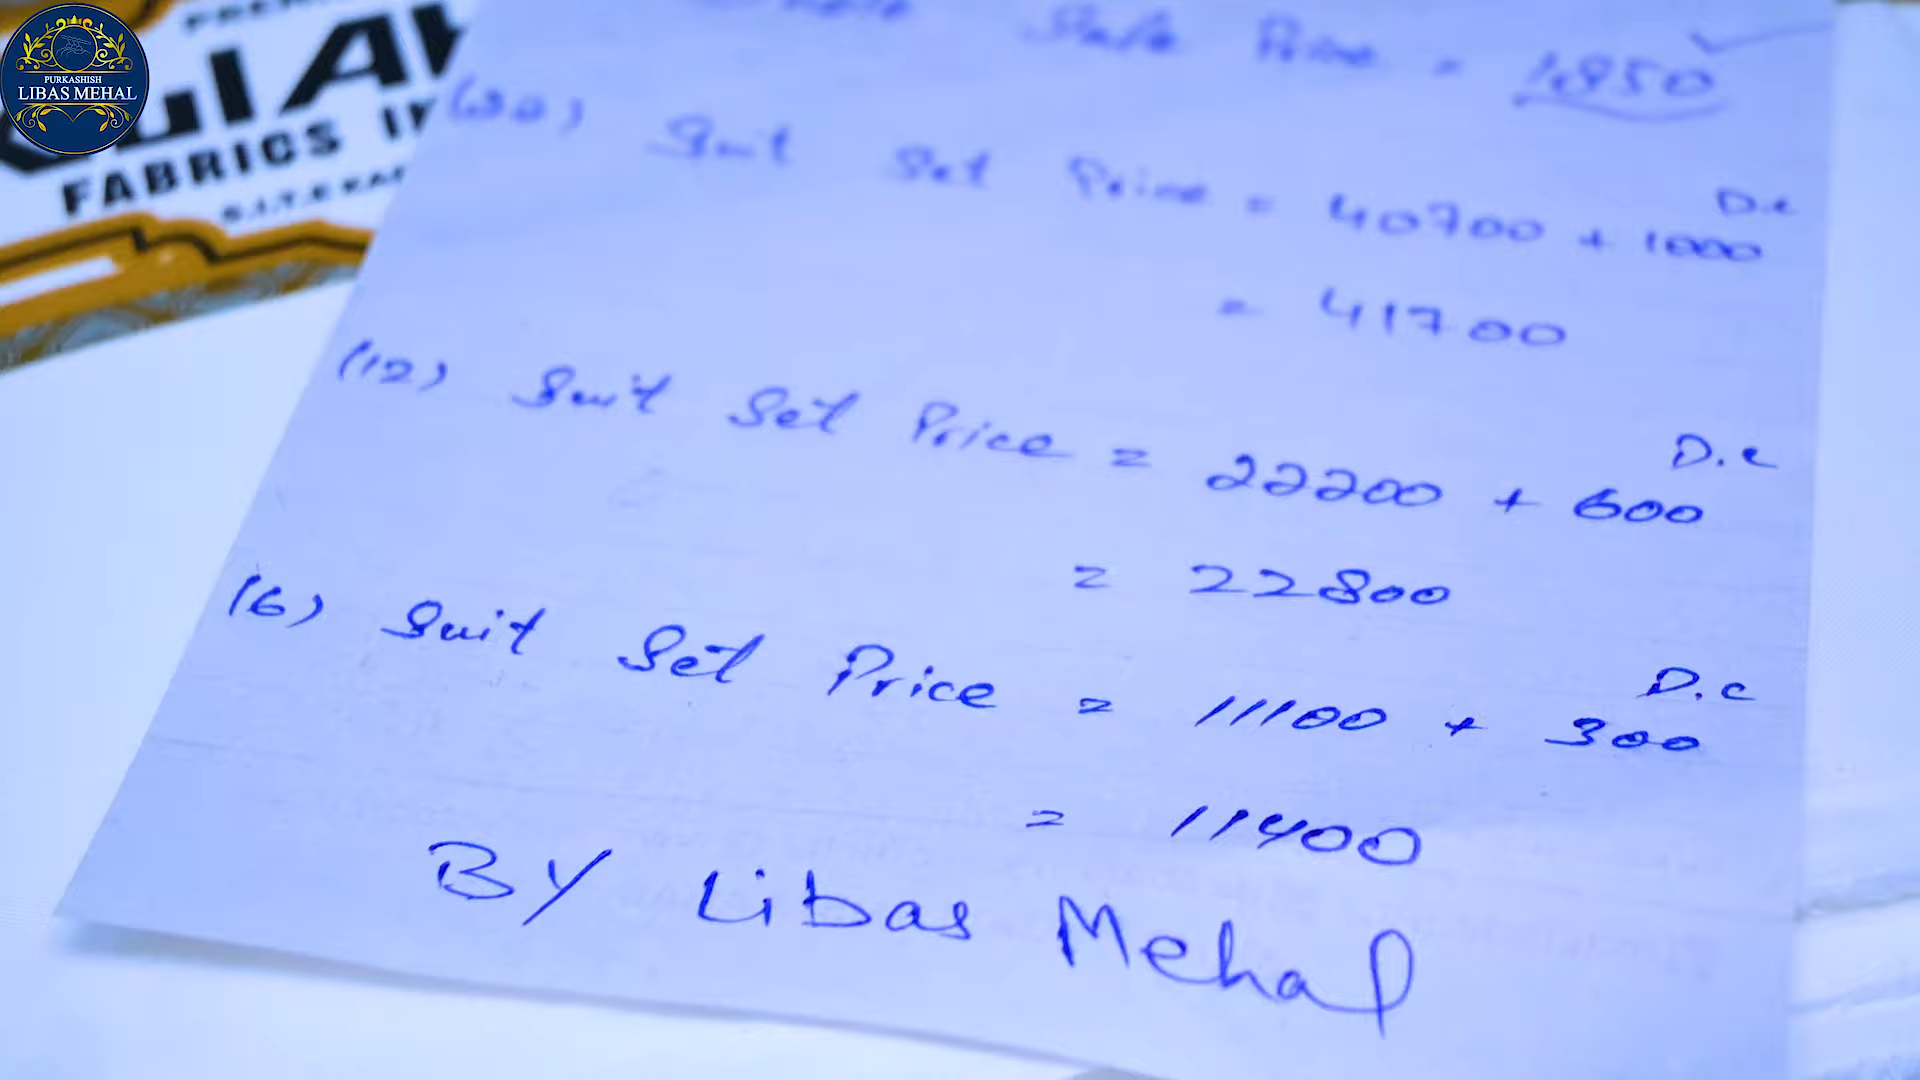 PURKASHISH
LIBAS MEHAL
FABRICS
Sale Price = 1850
Suit Set Price = 40700 + 1000 D.c
= 41700
(12) Suit Set Price = 22200 + 600 D.c
= 22800
(6) Suit Set Price = 11100 + 300 D.c
= 11400
BY Libas Mehal